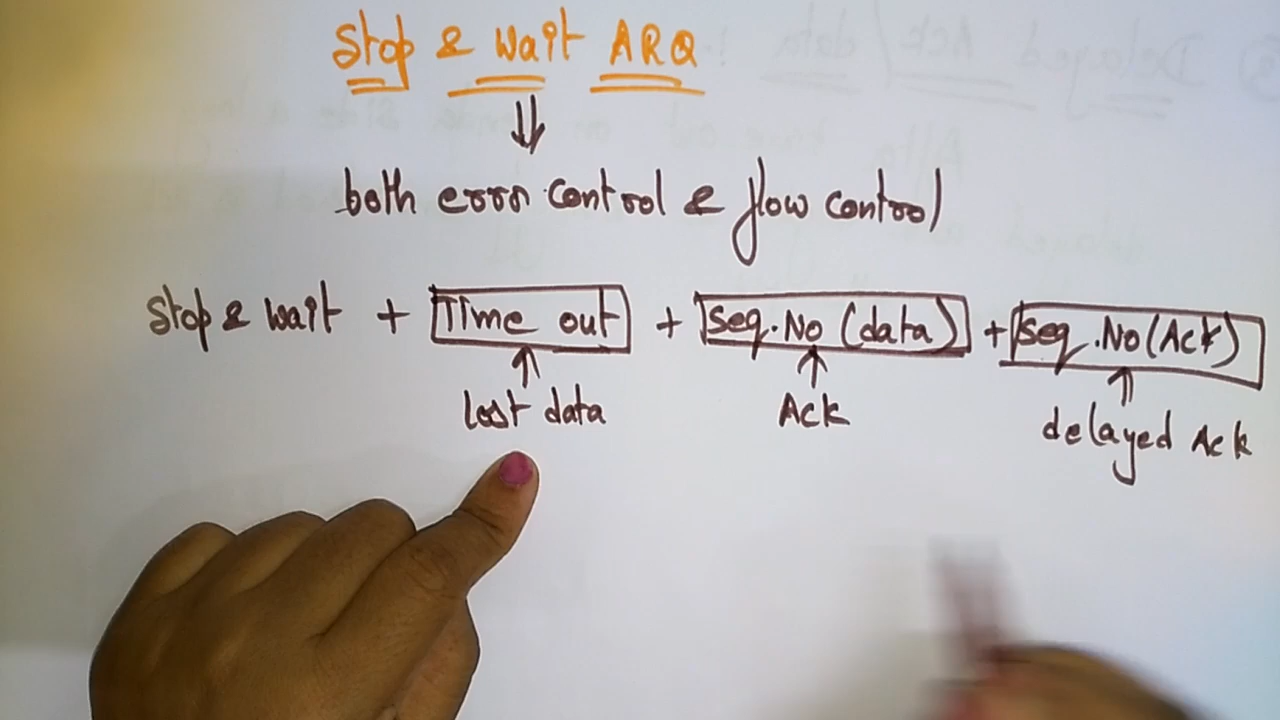 Stop & wait ARQ
both error control & flow control
Stop & wait + Time out + Seq.No (data) + Seq.No (Ack)
lost data Ack delayed Ack